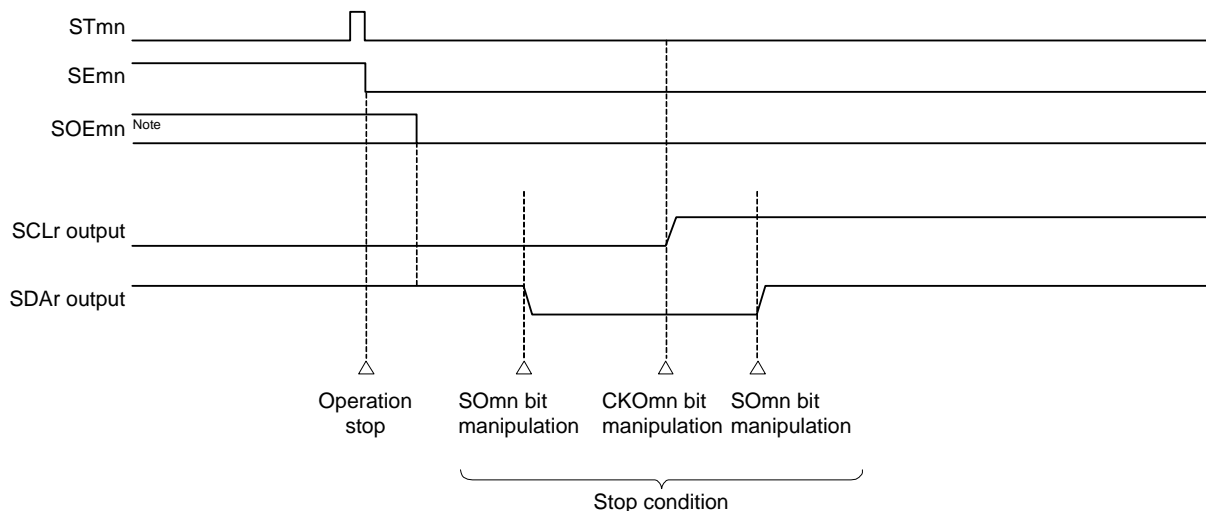 STmn
SEmn
SOEmn Note
SCLr output
SDAr output
Operation
stop
SOmn bit
manipulation
CKOmn bit
manipulation
SOmn bit
manipulation
Stop condition